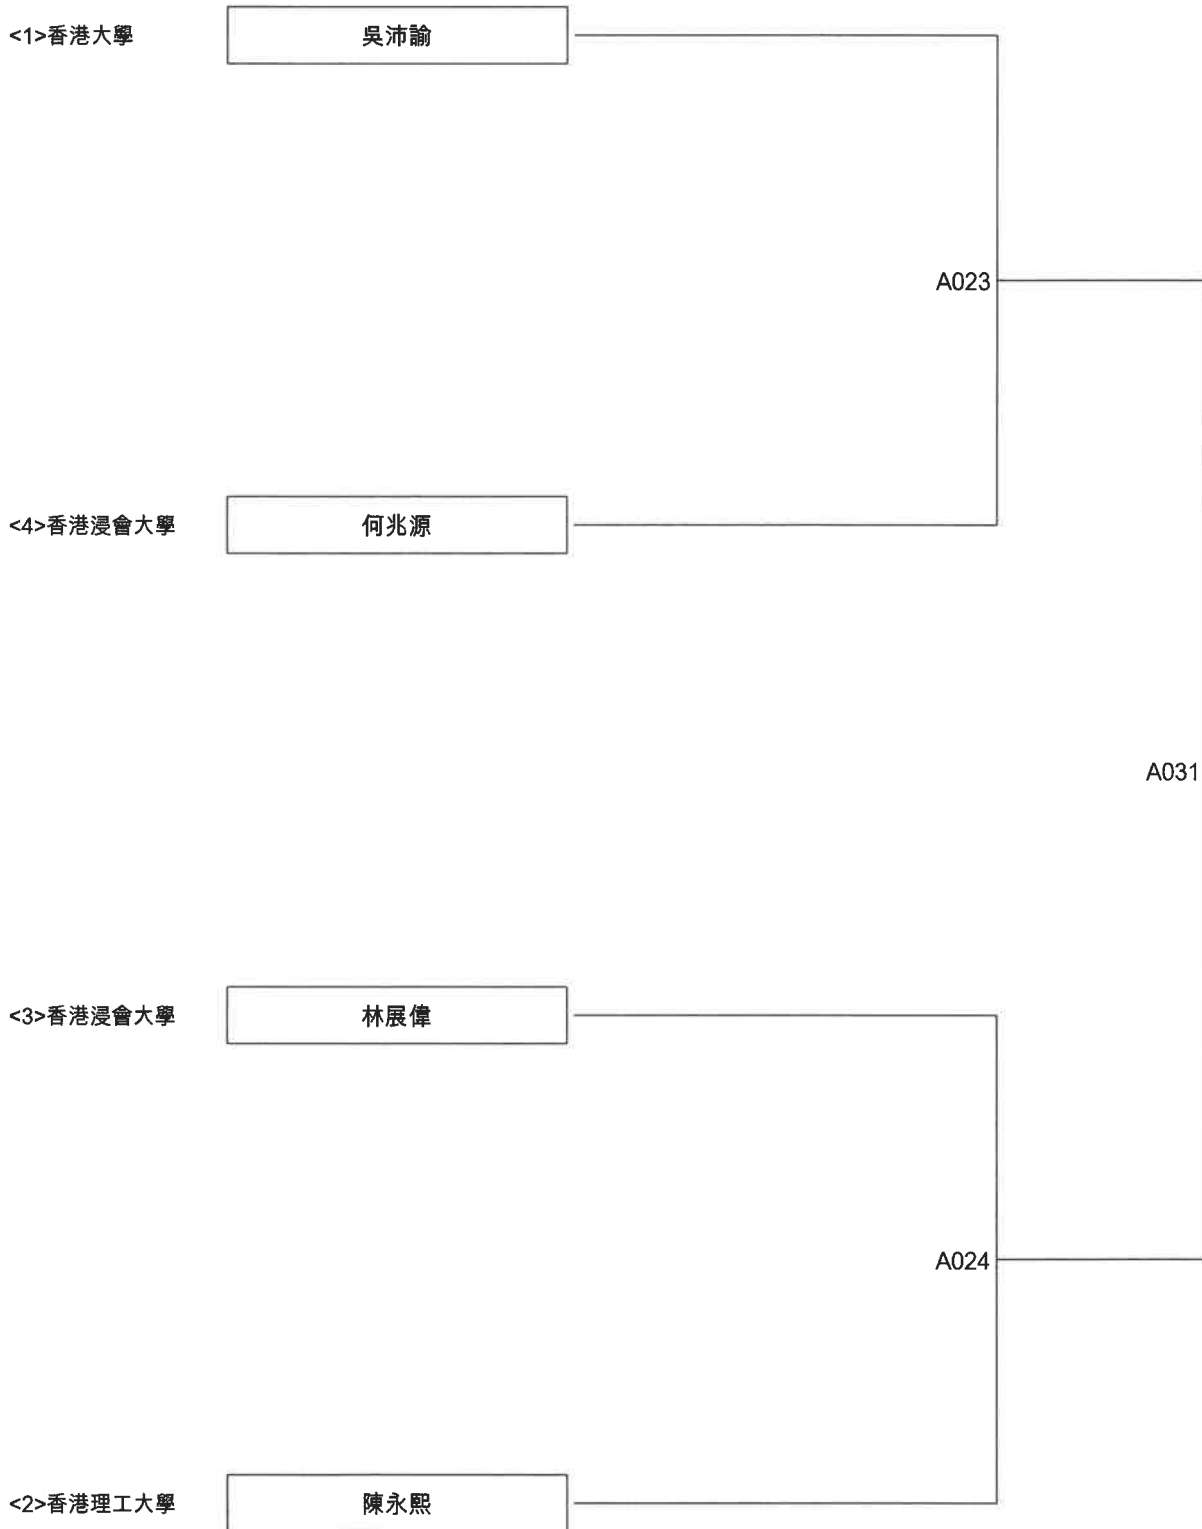 <1>香港大學 吳沛諭
A023
<4>香港浸會大學 何兆源
A031
<3>香港浸會大學 林展偉
A024
<2>香港理工大學 陳永熙